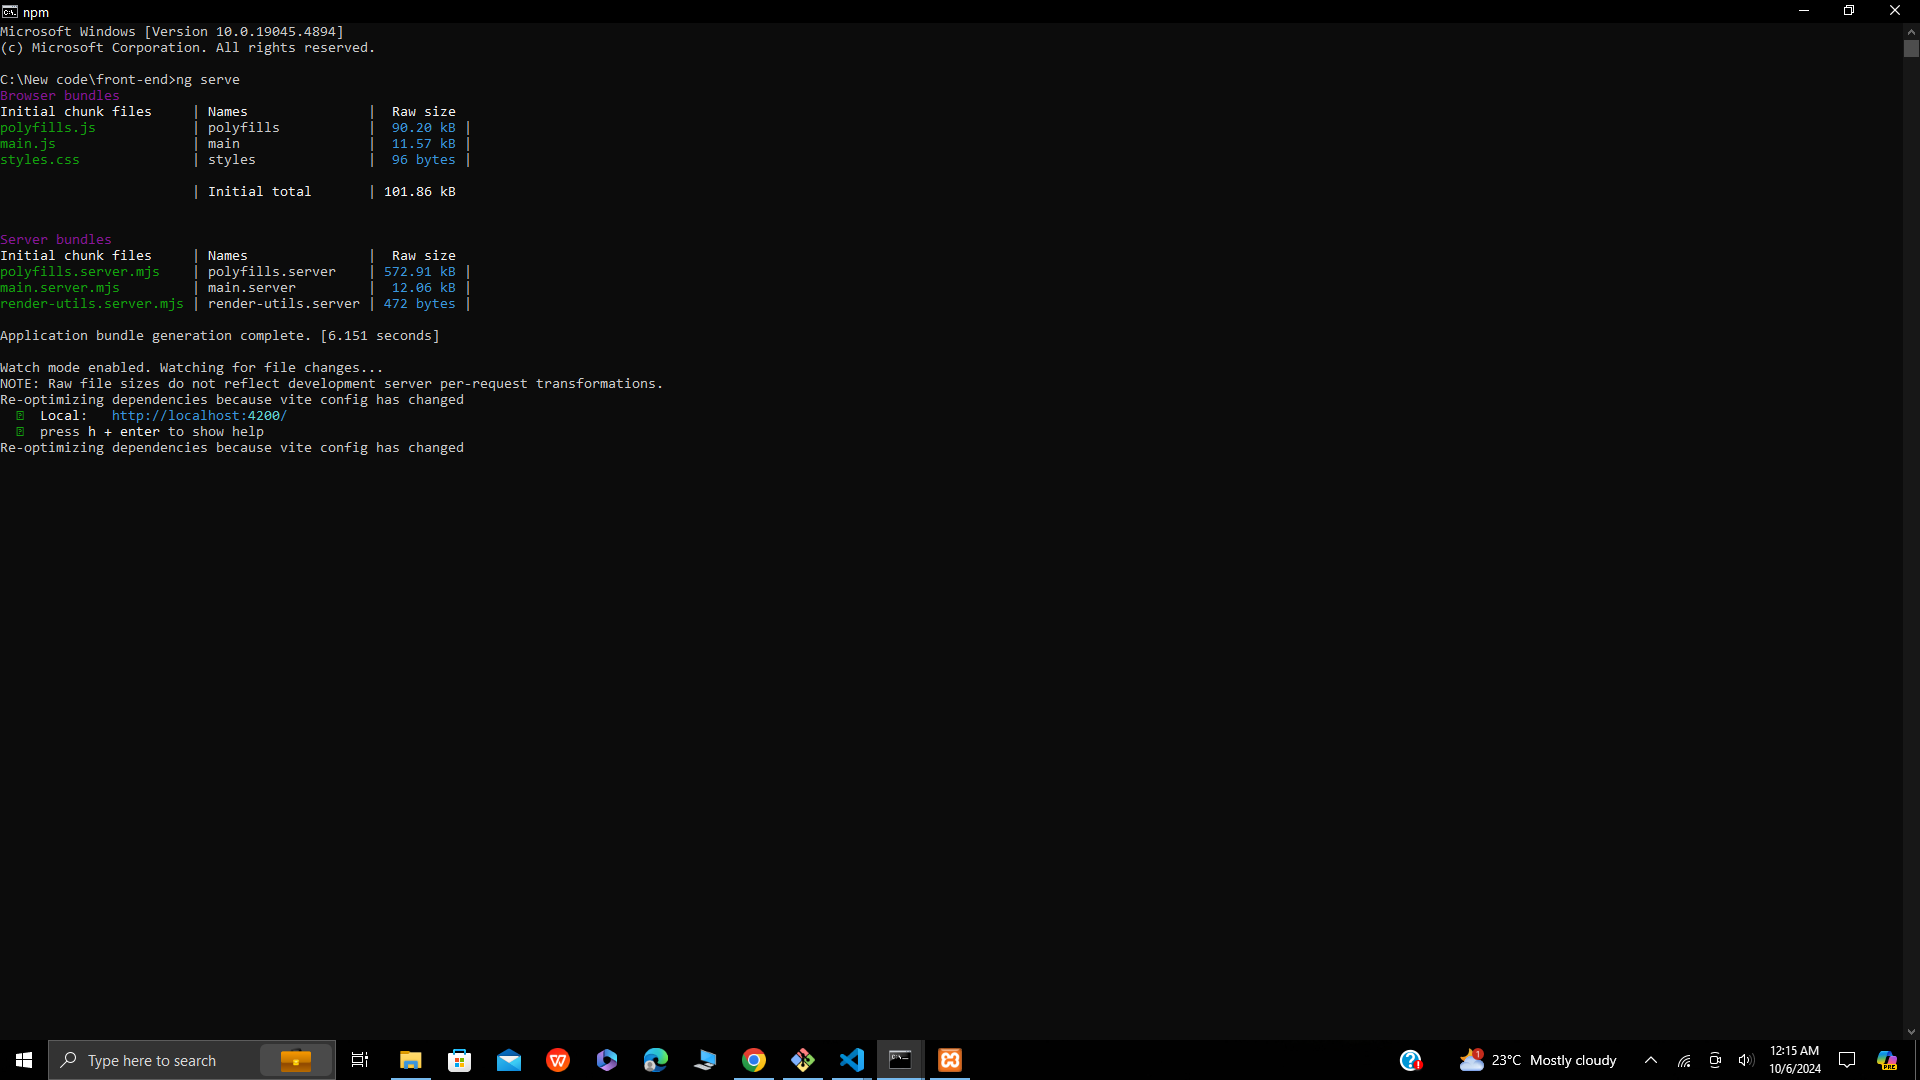 npm
Microsoft Windows [Version 10.0.19045.4894]
(c) Microsoft Corporation. All rights reserved.
C:\New code\front-end>ng serve
Browser bundles
Initial chunk files | Names | Raw size
polyfills.js | polyfills | 90.20 kB |
main.js | main | 11.57 kB |
styles.css | styles | 96 bytes |
| Initial total | 101.86 kB
Server bundles
Initial chunk files | Names | Raw size
polyfills.server.mjs | polyfills.server | 572.91 kB |
main.server.mjs | main.server | 12.06 kB |
render-utils.server.mjs | render-utils.server | 472 bytes |
Application bundle generation complete. [6.151 seconds]
Watch mode enabled. Watching for file changes...
NOTE: Raw file sizes do not reflect development server per-request transformations.
Re-optimizing dependencies because vite config has changed
Local: http://localhost:4200/
press h + enter to show help
Re-optimizing dependencies because vite config has changed
Type here to search
1
23°C Mostly cloudy
12:15 AM
10/6/2024
PRE